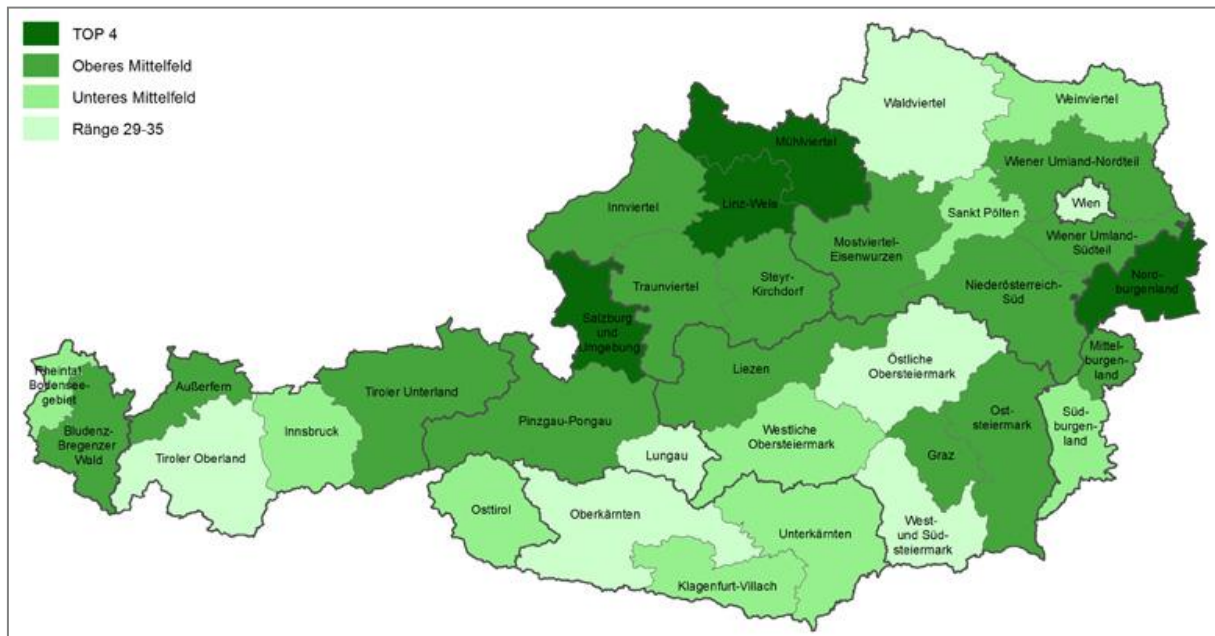 TOP 4
Oberes Mittelfeld
Unteres Mittelfeld
Ränge 29-35
Waldviertel
Weinviertel
Mühlviertel
Wiener Umland-Nordteil
Linz-Wels
Innviertel
Sankt Pölten
Wien
Mostviertel-
Eisenwurzen
Wiener Umland-
Südteil
Traunviertel
Steyr-
Kirchdorf
Niederösterreich-
Süd
Nord-
burgenland
Salzburg
und
Umgebung
Mittel-
burgen-
land
Rheintal
Bodensee-
gebiet
Außerfern
Tiroler Unterland
Liezen
Östliche
Obersteiermark
Bludenz-
Bregenzer
Wald
Innsbruck
Pinzgau-Pongau
Westliche
Obersteiermark
Ost-
steiermark
Süd-
burgen-
land
Tiroler Oberland
Lungau
Graz
Osttirol
Oberkärnten
Unterkärnten
West-
und Süd-
steiermark
Klagenfurt-Villach